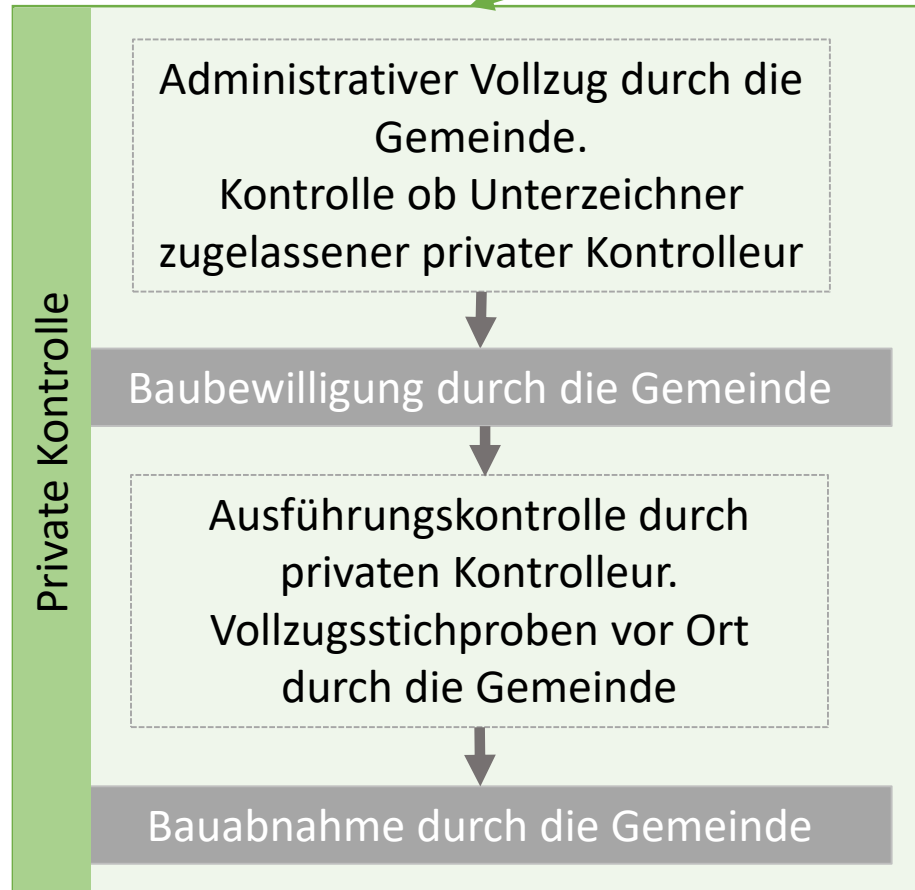 Private Kontrolle
Administrativer Vollzug durch die
Gemeinde.
Kontrolle ob Unterzeichner
zugelassener privater Kontrolleur
Baubewilligung durch die Gemeinde
Ausführungskontrolle durch
privaten Kontrolleur.
Vollzugsstichproben vor Ort
durch die Gemeinde
Bauabnahme durch die Gemeinde